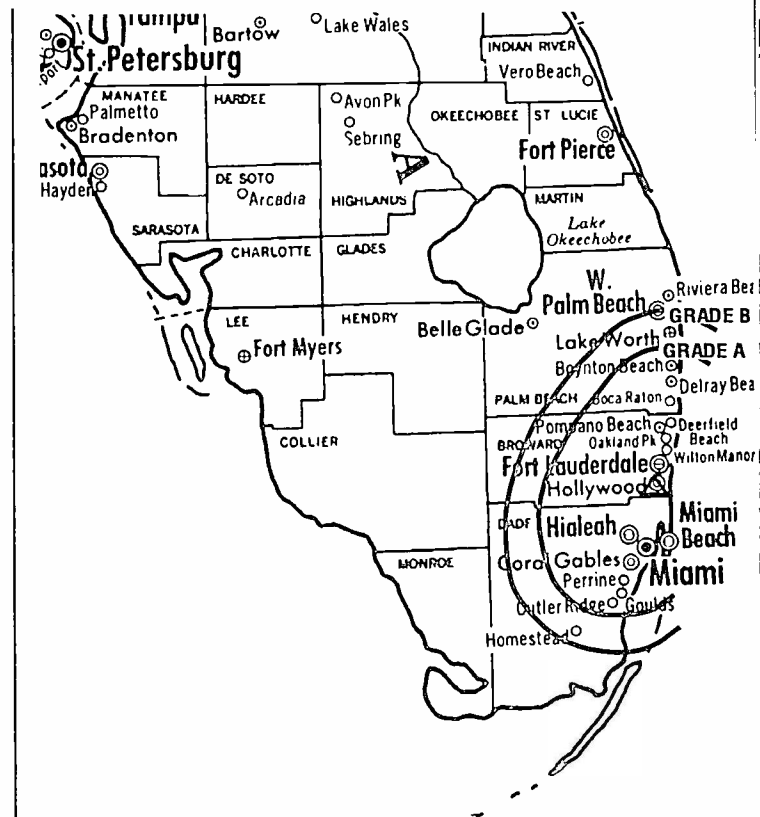 Tampa
Bartow
Lake Wales
St. Petersburg
INDIAN RIVER
Vero Beach
MANATEE
HARDEE
Avon Pk
OKEECHOBEE
ST LUCIE
Palmetto
Bradenton
Sebring
Fort Pierce
A
asota
Hayden
DE SOTO
Arcadia
HIGHLANDS
MARTIN
SARASOTA
CHARLOTTE
GLADES
Lake
Okeechobee
W.
Palm Beach
Riviera Bea
GRADE B
LEE
HENDRY
Belle Glade
Lake Worth
GRADE A
Fort Myers
Boynton Beach
Delray Bea
PALM BEACH
Boca Raton
COLLIER
Pompano Beach
Deerfield
Beach
BROWARD
Oakland Pk
Wilton Manor
Fort Lauderdale
Hollywood
DADE
Hialeah
Miami
Beach
MONROE
Coral Gables
Miami
Perrine
Cutler Ridge
Goulds
Homestead